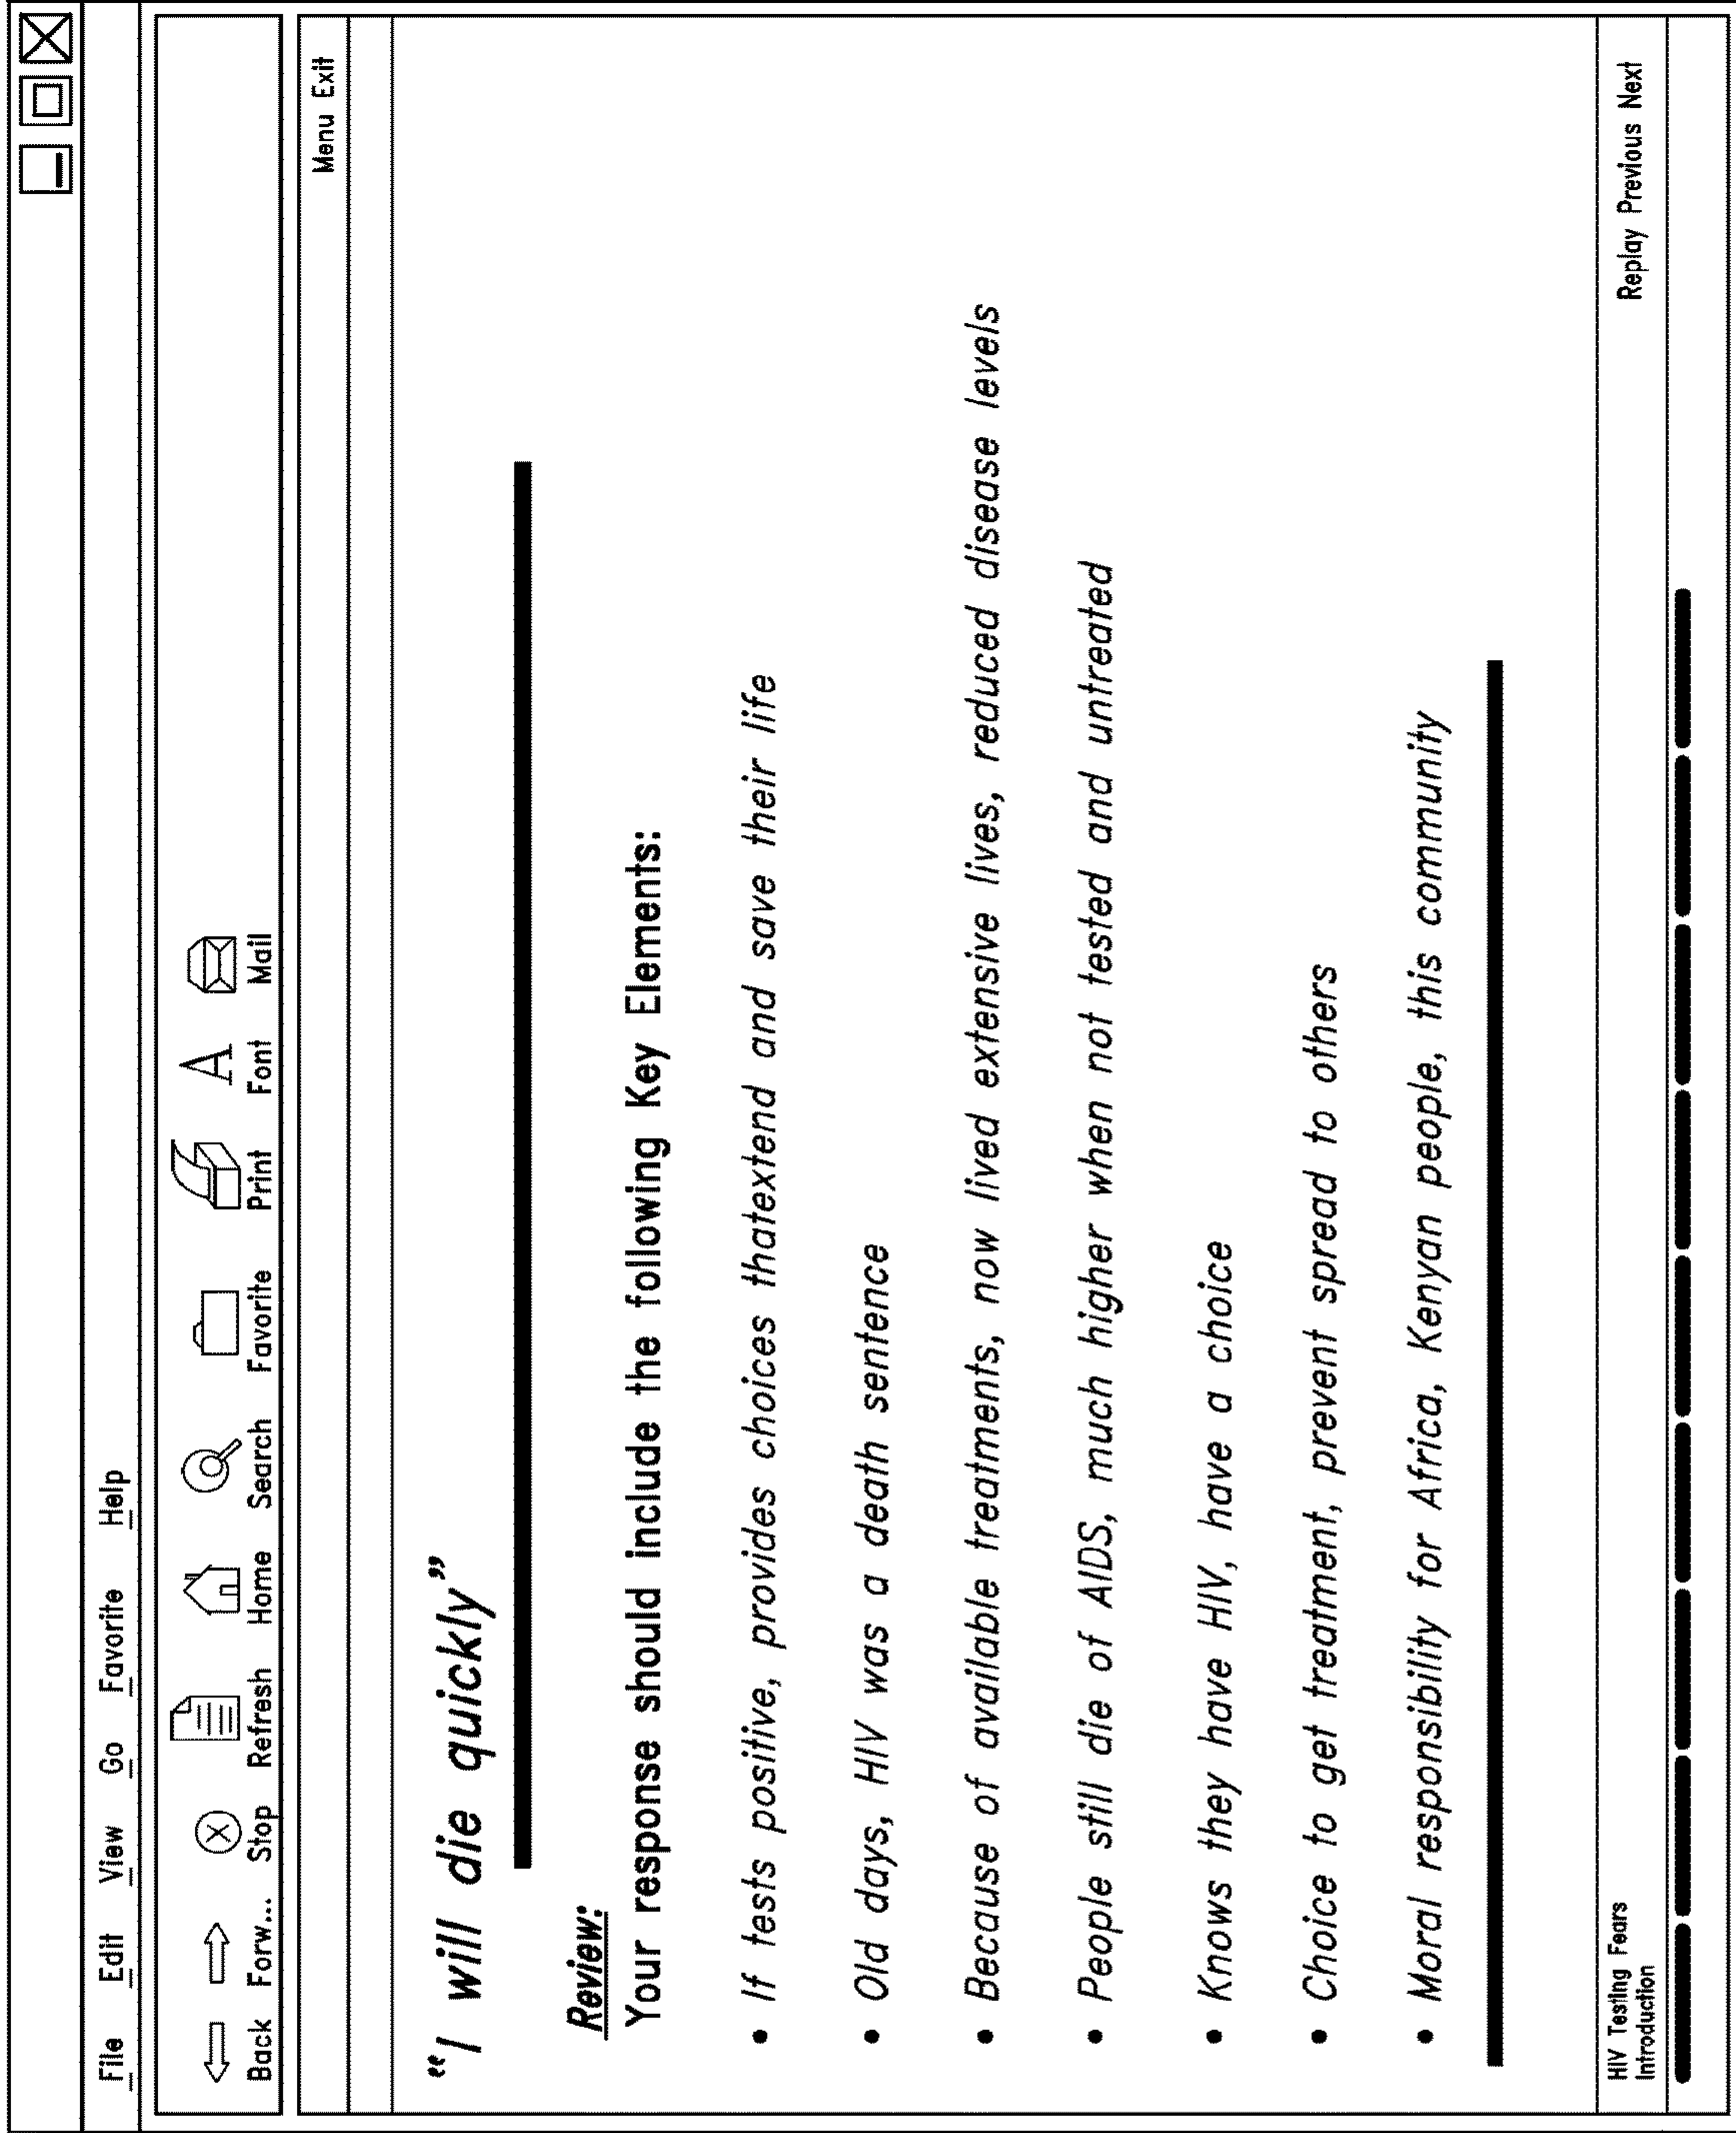 File Edit View Go Favorite Help
Back Forw... Stop Refresh Home Search Favorite Print Font Mail
Menu Exit
“I will die quickly”
Review:
Your response should include the following Key Elements:
• If tests positive, provides choices thatextend and save their life
• Old days, HIV was a death sentence
• Because of available treatments, now lived extensive lives, reduced disease levels
• People still die of AIDS, much higher when not tested and untreated
• Knows they have HIV, have a choice
• Choice to get treatment, prevent spread to others
• Moral responsibility for Africa, Kenyan people, this community
HIV Testing Fears
Introduction
Replay Previous Next